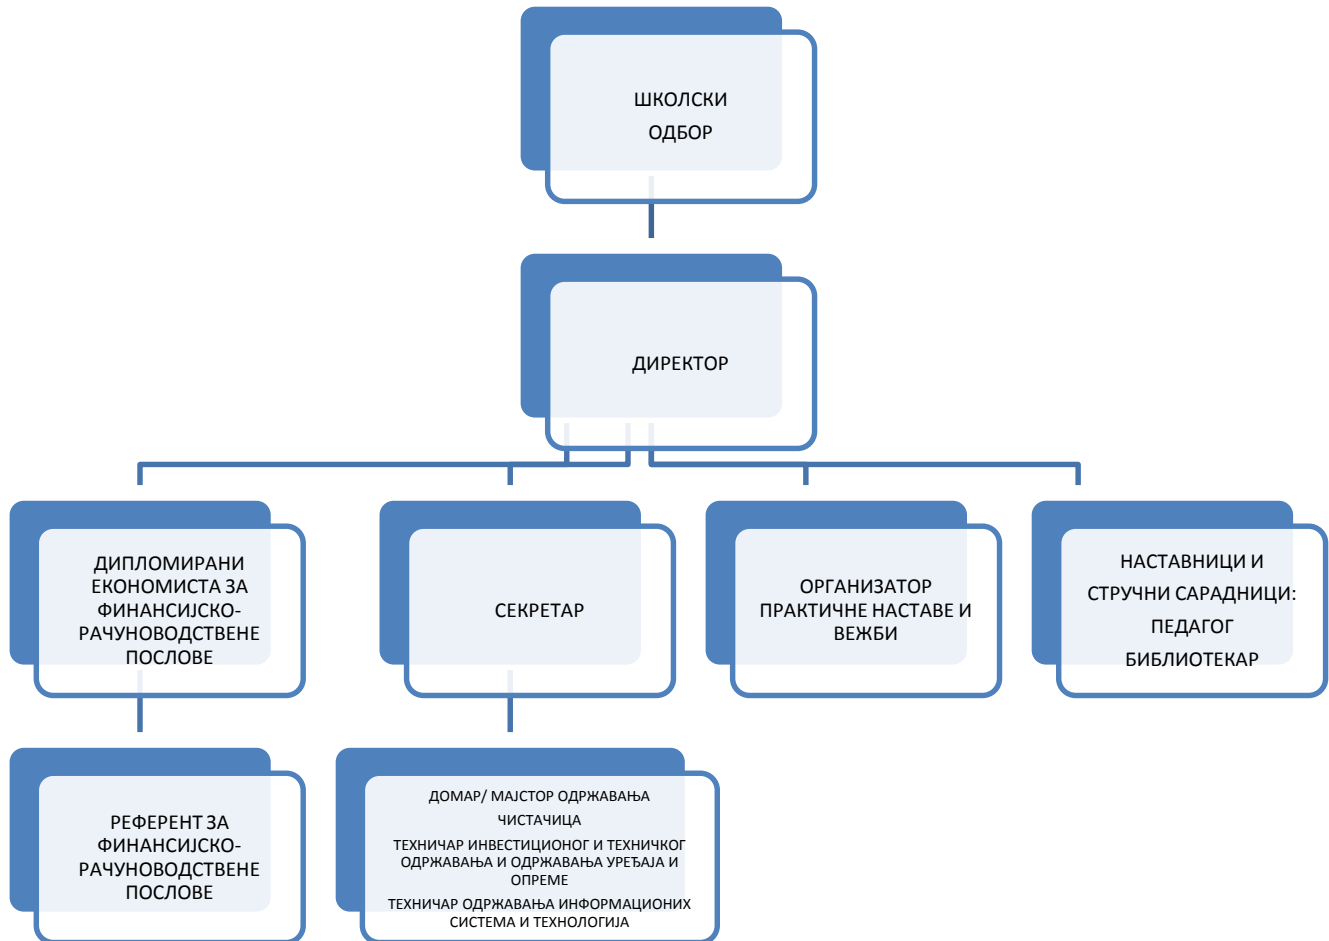 ШКОЛСКИ
ОДБОР
ДИРЕКТОР
ДИПЛОМИРАНИ
ЕКОНОМИСТА ЗА
ФИНАНСИЈСКО-
РАЧУНОВОДСТВЕНЕ
ПОСЛОВЕ
СЕКРЕТАР
ОРГАНИЗАТОР
ПРАКТИЧНЕ НАСТАВЕ И
ВЕЖБИ
НАСТАВНИЦИ И
СТРУЧНИ САРАДНИЦИ:
ПЕДАГОГ
БИБЛИОТЕКАР
РЕФЕРЕНТ ЗА
ФИНАНСИЈСКО-
РАЧУНОВОДСТВЕНЕ
ПОСЛОВЕ
ДОМАР/ МАЈСТОР ОДРЖАВАЊА
ЧИСТАЧИЦА
ТЕХНИЧАР ИНВЕСТИЦИОНОГ И ТЕХНИЧКОГ
ОДРЖАВАЊА И ОДРЖАВАЊА УРЕЂАЈА И
ОПРЕМЕ
ТЕХНИЧАР ОДРЖАВАЊА ИНФОРМАЦИОНИХ
СИСТЕМА И ТЕХНОЛОГИЈА